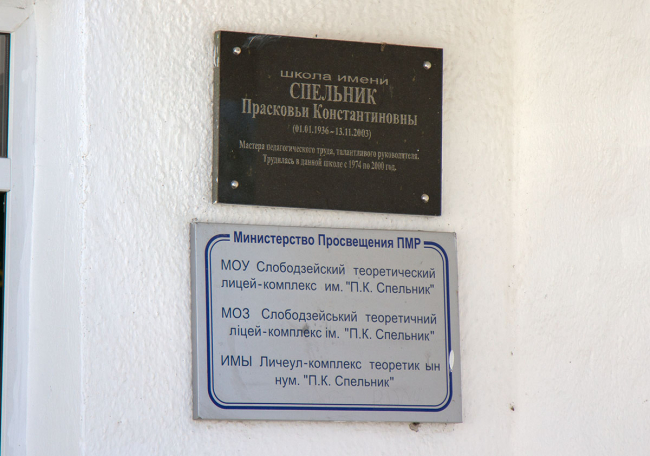 школа имени
СПЕЛЬНИК
Прасковьи Константиновны
(01.01.1936 – 13.11.2003)
Мастера педагогического труда, талантливого руководителя.
Трудилась в данной школе с 1974 по 2000 год.
Министерство Просвещения ПМР
МОУ Слободзейский теоретический
лицей-комплекс им. "П.К. Спельник"
МОЗ Слободзейський теоретичний
ліцей-комплекс ім. "П.К. Спельник"
ИМЫ Личеул-комплекс теоретик ын
нум. "П.К. Спельник"